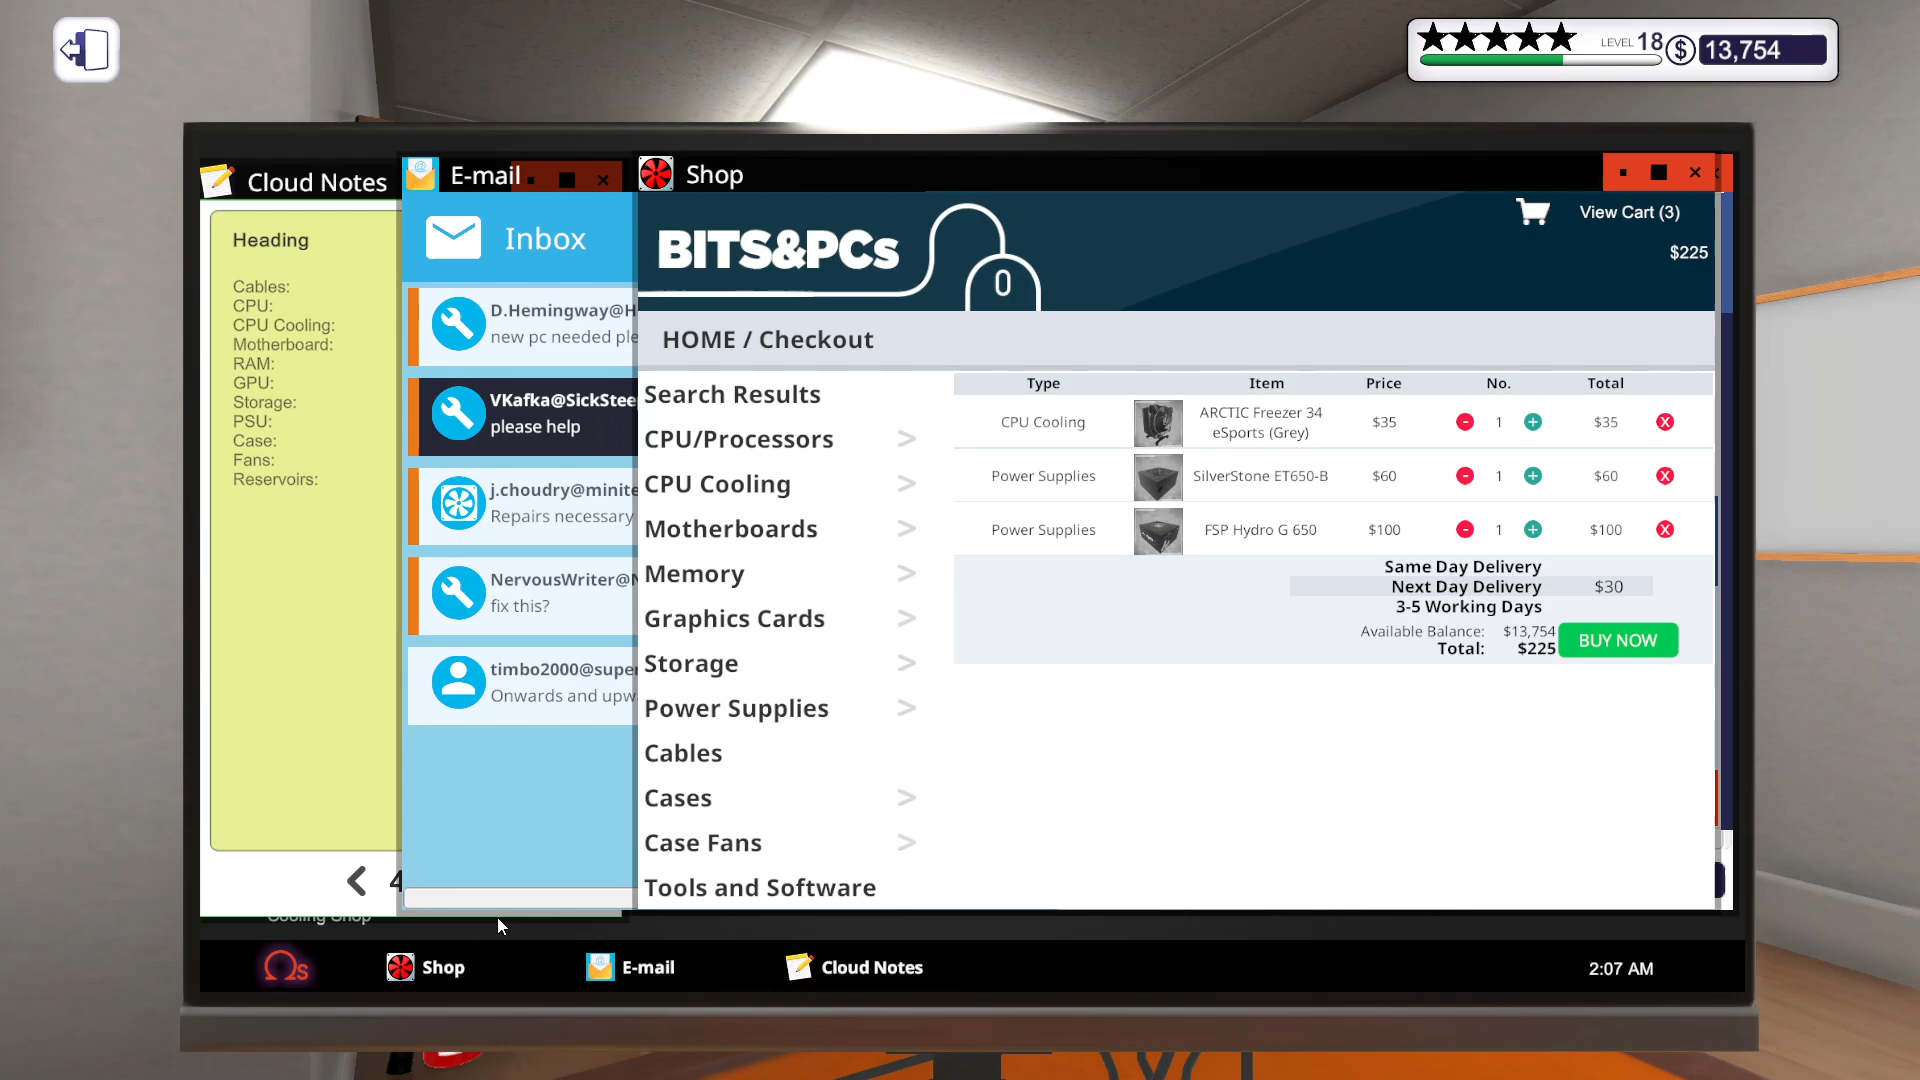 LEVEL 18
$ 13,754
Cloud Notes
E-mail
Shop
Heading
Cables:
CPU:
CPU Cooling:
Motherboard:
RAM:
GPU:
Storage:
PSU:
Case:
Fans:
Reservoirs:
4
Inbox
D.Hemingway@H
new pc needed ple
VKafka@SickStee
please help
j.choudry@minite
Repairs necessary
NervousWriter@N
fix this?
timbo2000@super
Onwards and upw
BITS&PCs
View Cart (3)
$225
HOME / Checkout
Search Results
CPU/Processors >
CPU Cooling >
Motherboards >
Memory >
Graphics Cards >
Storage >
Power Supplies >
Cables
Cases >
Case Fans >
Tools and Software
Type Item Price No. Total
CPU Cooling ARCTIC Freezer 34 eSports (Grey) $35 1 $35
Power Supplies SilverStone ET650-B $60 1 $60
Power Supplies FSP Hydro G 650 $100 1 $100
Same Day Delivery
Next Day Delivery $30
3-5 Working Days
Available Balance: $13,754
Total: $225
BUY NOW
Cooling Shop
Ωs
Shop
E-mail
Cloud Notes
2:07 AM